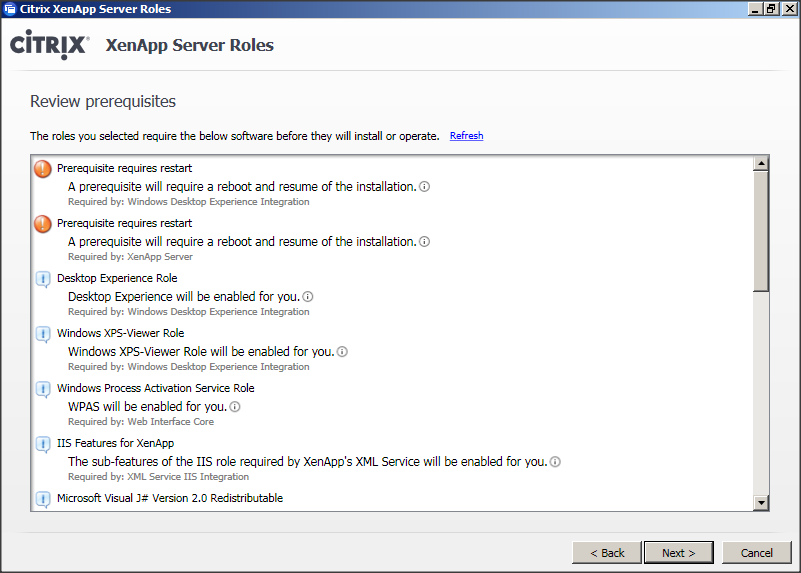 Citrix XenApp Server Roles
CITRIX® XenApp Server Roles
Review prerequisites
The roles you selected require the below software before they will install or operate. Refresh
Prerequisite requires restart
A prerequisite will require a reboot and resume of the installation.
Required by: Windows Desktop Experience Integration
Prerequisite requires restart
A prerequisite will require a reboot and resume of the installation.
Required by: XenApp Server
Desktop Experience Role
Desktop Experience will be enabled for you.
Required by: Windows Desktop Experience Integration
Windows XPS-Viewer Role
Windows XPS-Viewer Role will be enabled for you.
Required by: Windows Desktop Experience Integration
Windows Process Activation Service Role
WPAS will be enabled for you.
Required by: Web Interface Core
IIS Features for XenApp
The sub-features of the IIS role required by XenApp's XML Service will be enabled for you.
Required by: XML Service IIS Integration
Microsoft Visual J# Version 2.0 Redistributable
< Back Next > Cancel